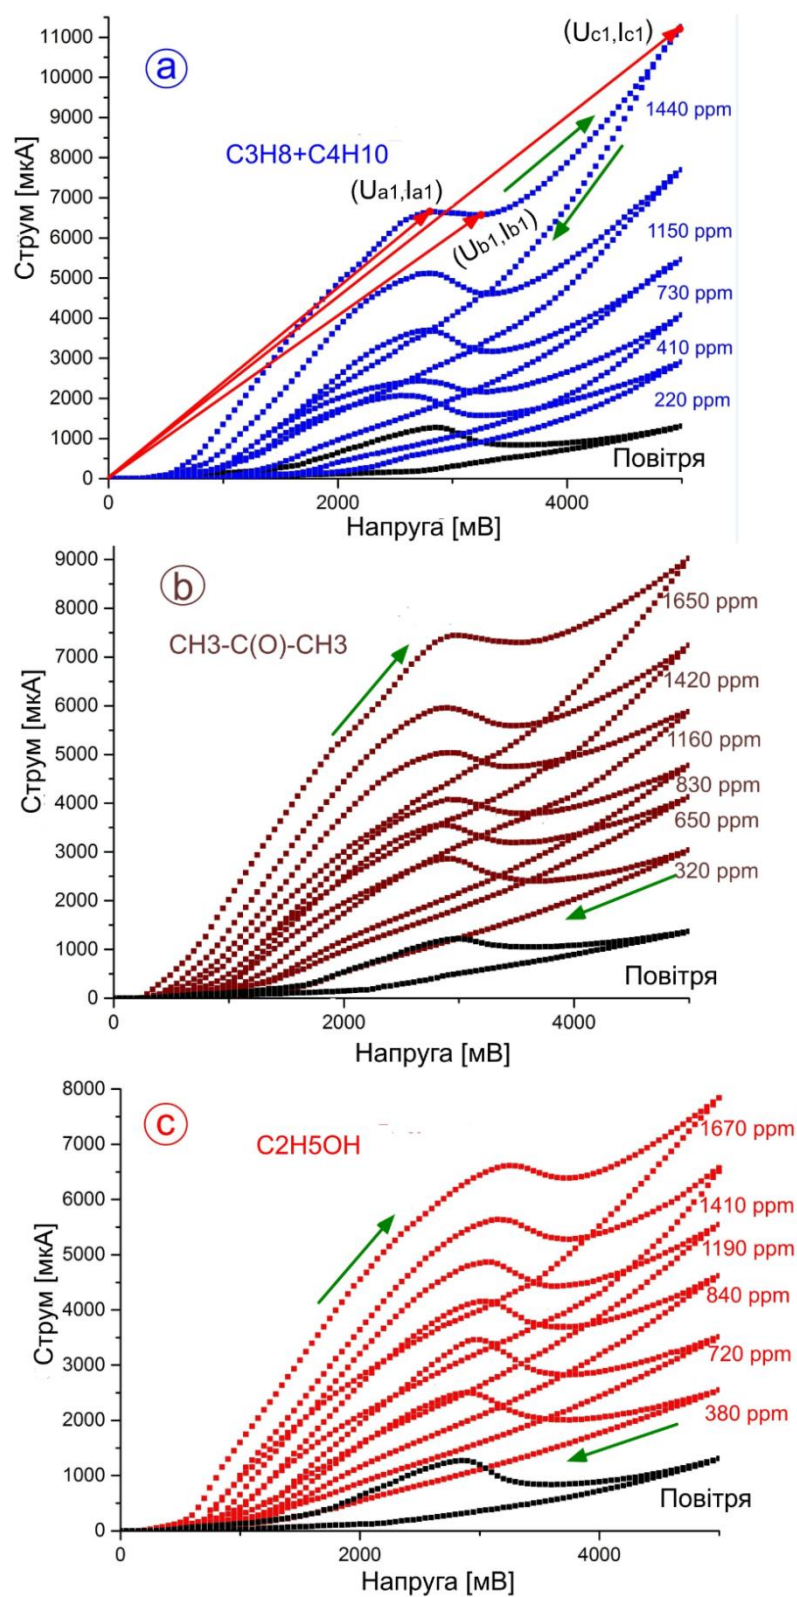 11000
(Uc1,Ic1)
a
10000
1440 ppm
9000
C3H8+C4H10
8000
7000
(Ua1,Ia1)
Струм [мкА]
6000
(Ub1,Ib1)
1150 ppm
5000
730 ppm
4000
410 ppm
3000
220 ppm
2000
1000
Повітря
0
0
2000
4000
Напруга [мВ]
9000
b
1650 ppm
8000
CH3-C(O)-CH3
7000
1420 ppm
6000
1160 ppm
Струм [мкА]
5000
830 ppm
4000
650 ppm
3000
320 ppm
2000
1000
Повітря
0
0
2000
4000
Напруга [мВ]
8000
c
1670 ppm
C2H5OH
7000
6000
1410 ppm
1190 ppm
5000
840 ppm
Струм [мкА]
4000
720 ppm
3000
380 ppm
2000
1000
Повітря
0
0
2000
4000
Напруга [мВ]